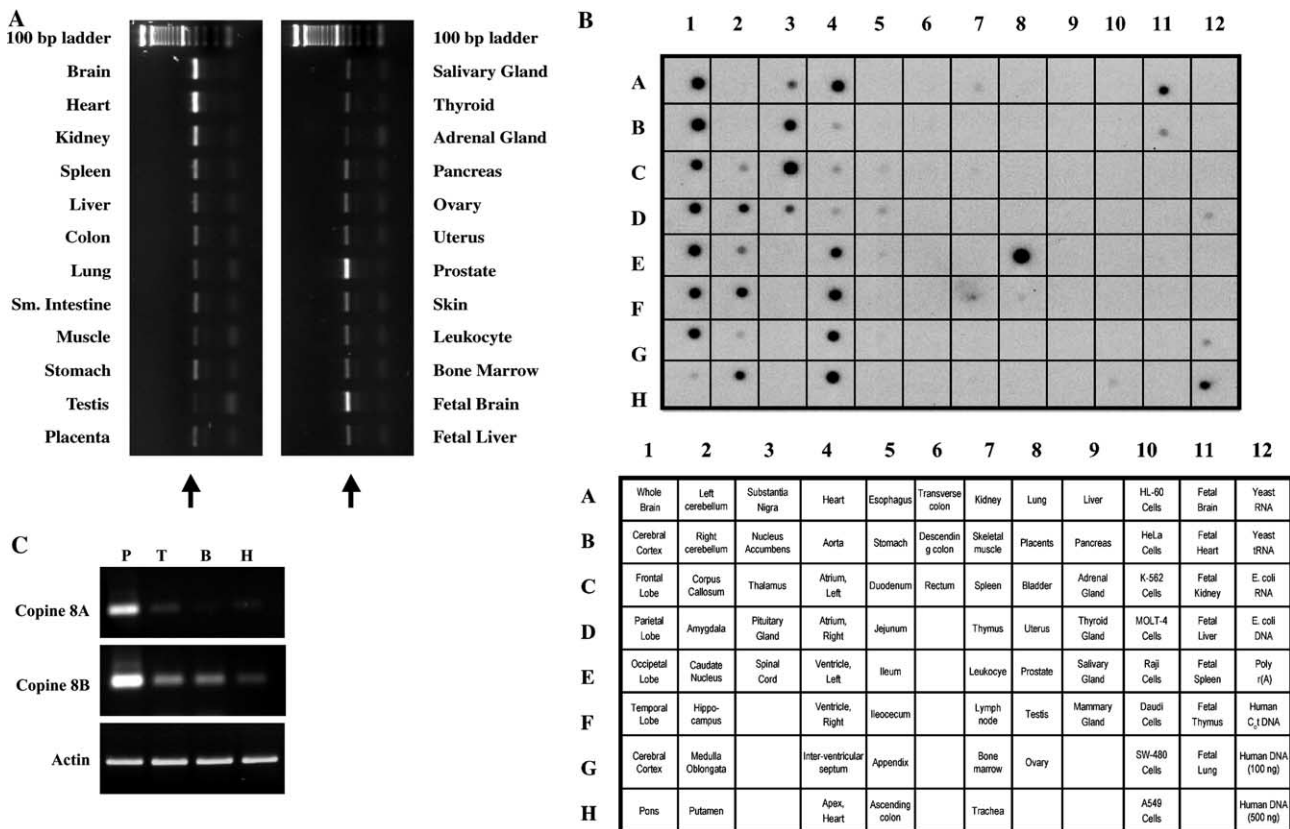 A
100 bp ladder
Brain
Heart
Kidney
Spleen
Liver
Colon
Lung
Sm. Intestine
Muscle
Stomach
Testis
Placenta
100 bp ladder
Salivary Gland
Thyroid
Adrenal Gland
Pancreas
Ovary
Uterus
Prostate
Skin
Leukocyte
Bone Marrow
Fetal Brain
Fetal Liver
B
1 2 3 4 5 6 7 8 9 10 11 12
A
B
C
D
E
F
G
H
1 2 3 4 5 6 7 8 9 10 11 12
A Whole Brain Left cerebellum Substantia Nigra Heart Esophagus Transverse colon Kidney Lung Liver HL-60 Cells Fetal Brain Yeast RNA
B Cerebral Cortex Right cerebellum Nucleus Accumbens Aorta Stomach Descending colon Skeletal muscle Placents Pancreas HeLa Cells Fetal Heart Yeast tRNA
C Frontal Lobe Corpus Callosum Thalamus Atrium, Left Duodenum Rectum Spleen Bladder Adrenal Gland K-562 Cells Fetal Kidney E. coli RNA
D Parietal Lobe Amygdala Pituitary Gland Atrium, Right Jejunum Thymus Uterus Thyroid Gland MOLT-4 Cells Fetal Liver E. coli DNA
E Occipetal Lobe Caudate Nucleus Spinal Cord Ventricle, Left Ileum Leukocye Prostate Salivary Gland Raji Cells Fetal Spleen Poly r(A)
F Temporal Lobe Hippo-campus Ventricle, Right Ileocecum Lymph node Testis Mammary Gland Daudi Cells Fetal Thymus Human C₀t DNA
G Cerebral Cortex Medulla Oblongata Inter-ventricular septum Appendix Bone marrow Ovary SW-480 Cells Fetal Lung Human DNA (100 ng)
H Pons Putamen Apex, Heart Ascending colon Trachea A549 Cells Human DNA (500 ng)
C
P T B H
Copine 8A
Copine 8B
Actin